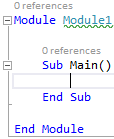 0 references
Module Module1
0 references
Sub Main()
End Sub
End Module